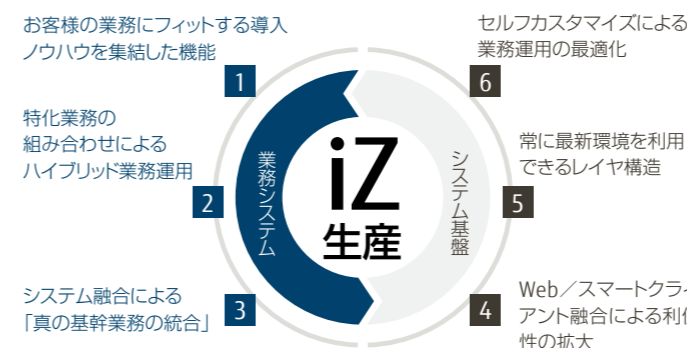 お客様の業務にフィットする導入
ノウハウを集結した機能
1
特化業務の
組み合わせによる
ハイブリッド業務運用
2
システム融合による
「真の基幹業務の統合」
3
業務システム
iZ
生産
システム基盤
セルフカスタマイズによる
業務運用の最適化
6
常に最新環境を利用
できるレイヤ構造
5
Web／スマートクライ
アント融合による利便
性の拡大
4